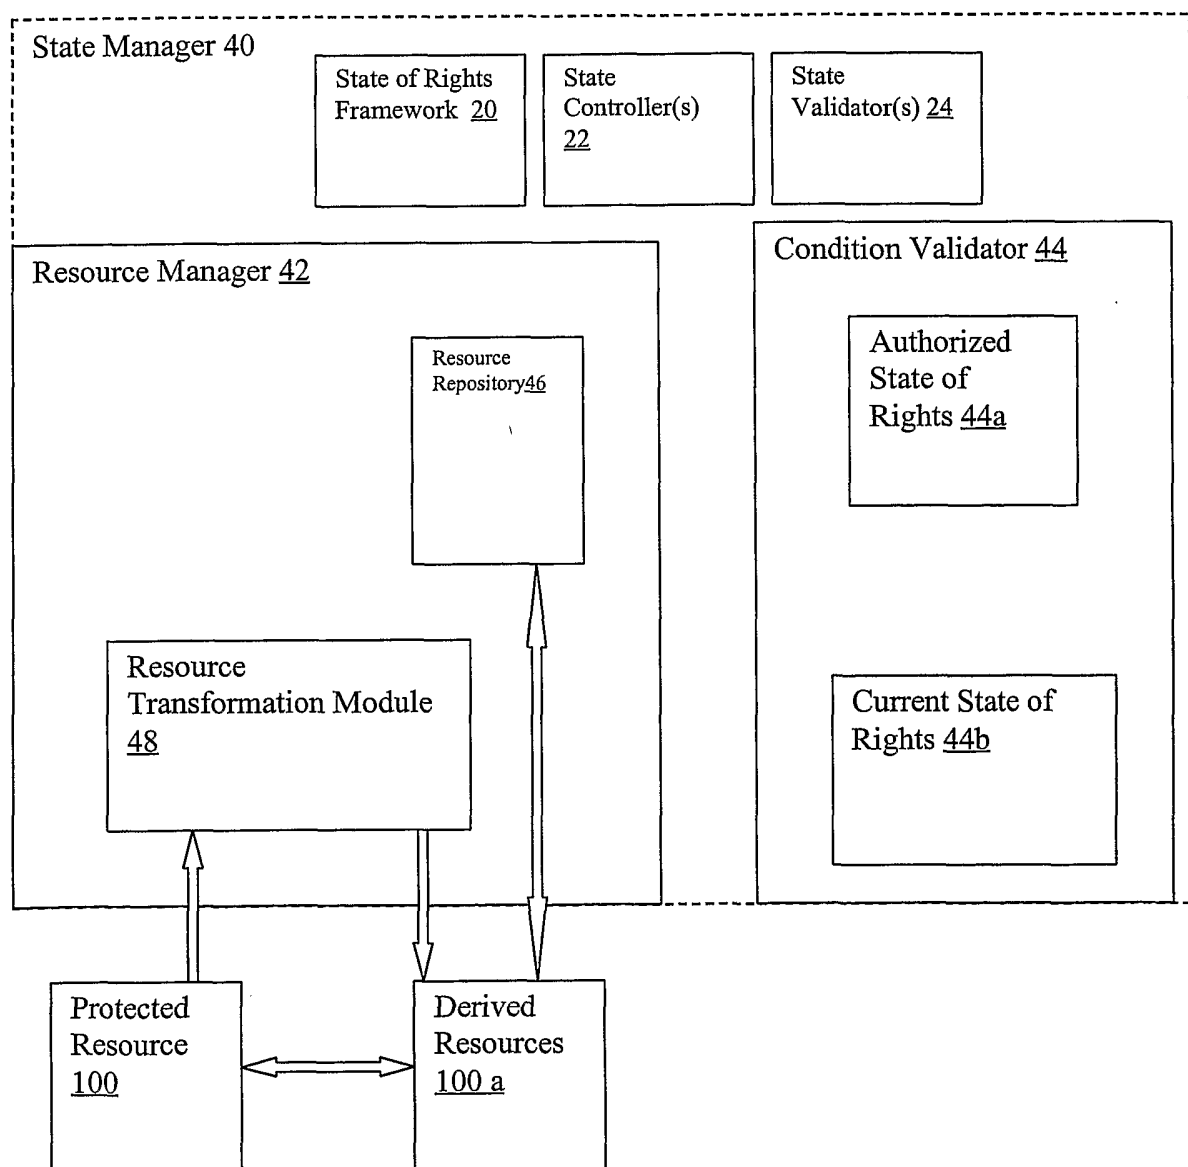 State Manager 40
State of Rights
Framework 20
State
Controller(s)
22
State
Validator(s) 24
Resource Manager 42
Condition Validator 44
Resource
Repository46
Authorized
State of
Rights 44a
Resource
Transformation Module
48
Current State of
Rights 44b
Protected
Resource
100
Derived
Resources
100 a